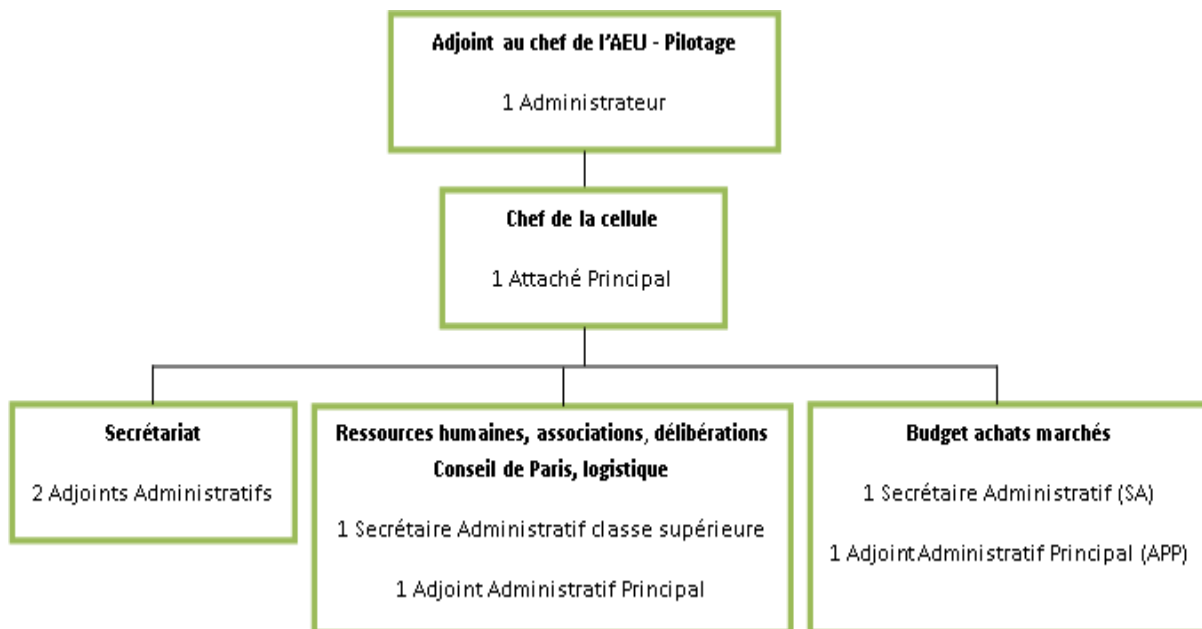 Adjoint au chef de l'AEU - Pilotage
1 Administrateur
Chef de la cellule
1 Attaché Principal
Secrétariat
2 Adjoints Administratifs
Ressources humaines, associations, délibérations
Conseil de Paris, logistique
1 Secrétaire Administratif classe supérieure
1 Adjoint Administratif Principal
Budget achats marchés
1 Secrétaire Administratif (SA)
1 Adjoint Administratif Principal (APP)